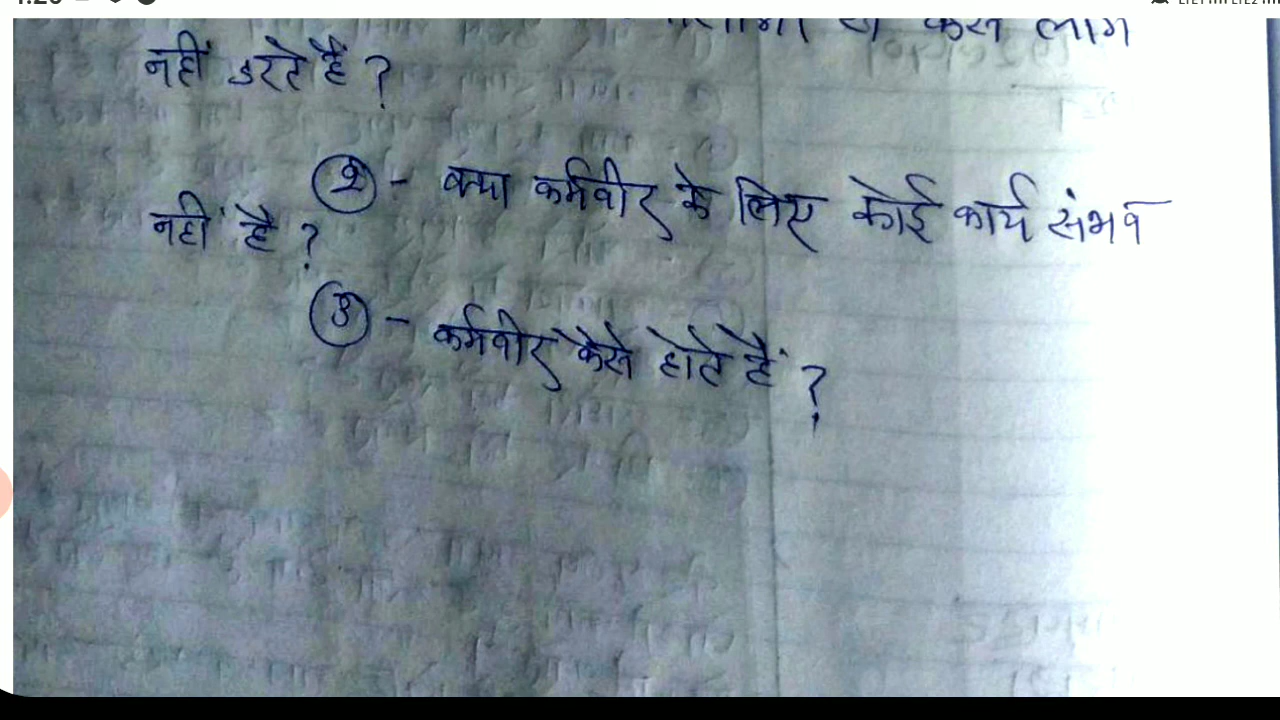 कैसे लोग
नहीं डरते हैं ?
② - क्या कर्मवीर के लिए कोई कार्य संभव
नहीं है ?
③ - कर्मवीर कैसे होते हैं ?